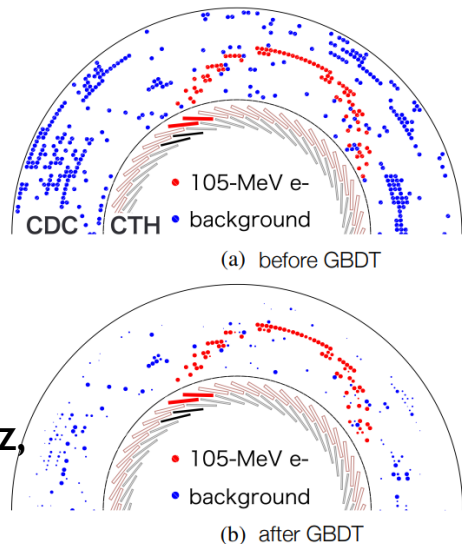 105-MeV e-
background
CDC CTH
(a) before GBDT
z,
105-MeV e-
background
(b) after GBDT